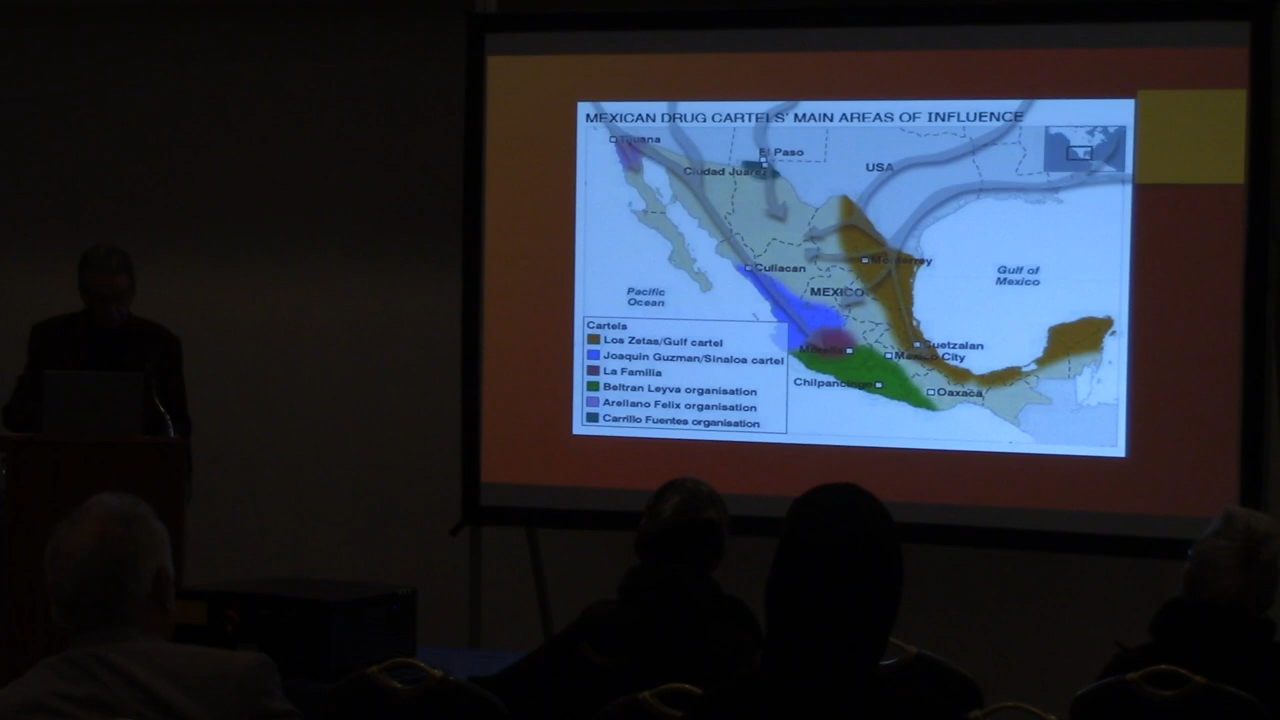 MEXICAN DRUG CARTELS' MAIN AREAS OF INFLUENCE
Tijuana
El Paso
USA
Ciudad Juarez
Monterrey
Culiacan
Gulf of
Mexico
Pacific
Ocean
MEXICO
Cartels
Los Zetas/Gulf cartel
Joaquin Guzman/Sinaloa cartel
La Familia
Beltran Leyva organisation
Arellano Felix organisation
Carrillo Fuentes organisation
Cuetzalan
Morelia
Mexico City
Chilpancingo
Oaxaca